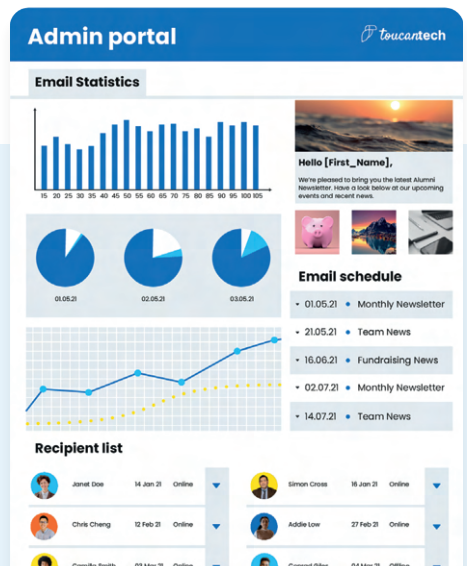 Admin portal
toucantech
Email Statistics
15 20 25 30 35 40 45 50 55 60 65 70 75 80 85 90 95 100 105
Hello [First_Name],
We're pleased to bring you the latest Alumni
Newsletter. Have a look below at our upcoming
events and recent news.
01.05.21 02.05.21 03.05.21
Email schedule
01.05.21 • Monthly Newsletter
21.05.21 • Team News
16.06.21 • Fundraising News
02.07.21 • Monthly Newsletter
14.07.21 • Team News
Recipient list
Janet Doe 14 Jan 21 Online
Simon Cross 16 Jan 21 Online
Chris Cheng 12 Feb 21 Online
Addie Low 27 Feb 21 Online